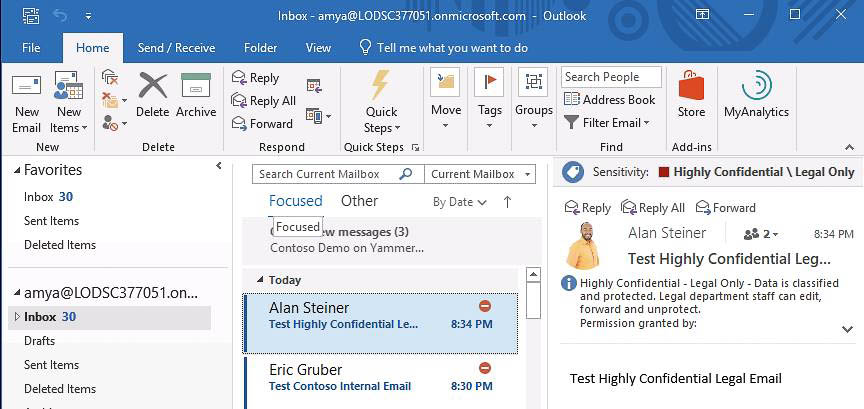 Inbox - amya@LODSC377051.onmicrosoft.com - Outlook
File Home Send / Receive Folder View Tell me what you want to do
New Email
New Items
New
Delete Archive
Delete
Reply
Reply All
Forward
Respond
Quick Steps
Quick Steps
Move
Tags
Groups
Search People
Address Book
Filter Email
Find
Store
Add-ins
MyAnalytics
Favorites
Inbox 30
Sent Items
Deleted Items
amya@LODSC377051.on...
Inbox 30
Drafts
Sent Items
Deleted Items
Archive
Search Current Mailbox Current Mailbox
Focused Other By Date
Focused
ew messages (3)
Contoso Demo on Yammer...
Today
Alan Steiner
Test Highly Confidential Le... 8:34 PM
Eric Gruber
Test Contoso Internal Email 8:30 PM
Sensitivity: Highly Confidential \ Legal Only
Reply Reply All Forward
Alan Steiner 2 8:34 PM
Test Highly Confidential Leg...
Highly Confidential - Legal Only - Data is classified
and protected. Legal department staff can edit,
forward and unprotect.
Permission granted by:
Test Highly Confidential Legal Email